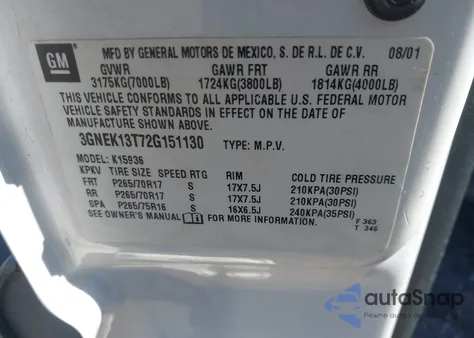 GM
MFD BY GENERAL MOTORS DE MEXICO, S. DE R.L. DE C.V. 08/01
GVWR GAWR FRT GAWR RR
3175KG(7000LB) 1724KG(3800LB) 1814KG(4000LB)
THIS VEHICLE CONFORMS TO ALL APPLICABLE U.S. FEDERAL MOTOR
VEHICLE SAFETY STANDARDS IN EFFECT ON THE DATE OF
MANUFACTURE SHOWN ABOVE.
3GNEK13T72G151130 TYPE: M.P.V.
MODEL: K15936
KPKV TIRE SIZE SPEED RTG RIM COLD TIRE PRESSURE
FRT P265/70R17 S 17X7.5J 210KPA(30PSI)
RR P265/70R17 S 17X7.5J 210KPA(30PSI)
SPA P265/75R16 S 16X6.5J 240KPA(35PSI)
SEE OWNER'S MANUAL FOR MORE INFORMATION.
F 363
T 346
autoSnap
Pewne auto z USA